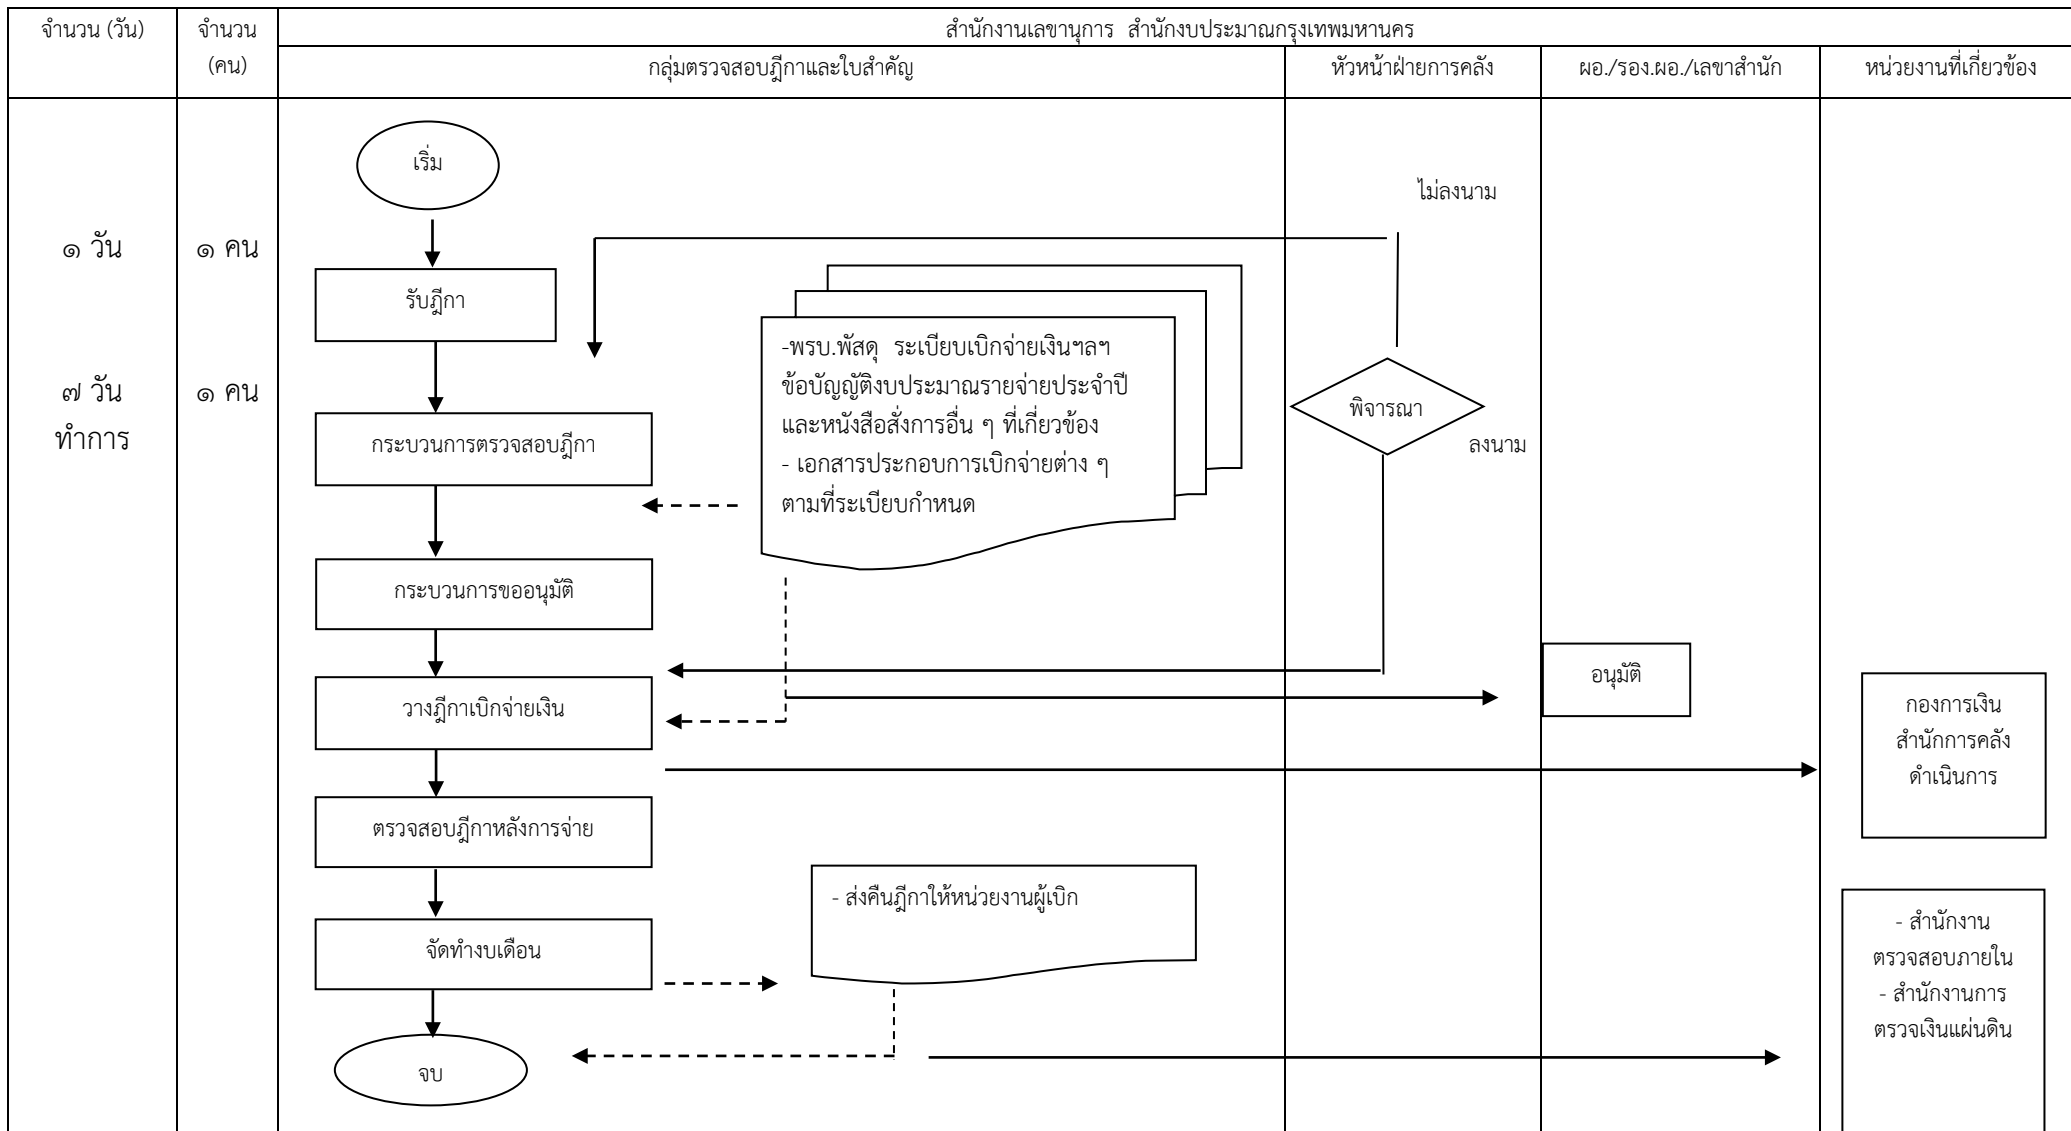 จำนวน (วัน)
จำนวน
(คน)
สำนักงานเลขานุการ สำนักงบประมาณกรุงเทพมหานคร
กลุ่มตรวจสอบฎีกาและใบสำคัญ
หัวหน้าฝ่ายการคลัง
ผอ./รอง.ผอ./เลขาสำนัก
หน่วยงานที่เกี่ยวข้อง
เริ่ม
ไม่ลงนาม
๑ วัน
๑ คน
รับฎีกา
-พรบ.พัสดุ ระเบียบเบิกจ่ายเงินฯลฯ
ข้อบัญญัติงบประมาณรายจ่ายประจำปี
และหนังสือสั่งการอื่น ๆ ที่เกี่ยวข้อง
- เอกสารประกอบการเบิกจ่ายต่าง ๆ
ตามที่ระเบียบกำหนด
๗ วัน
ทำการ
๑ คน
พิจารณา
ลงนาม
กระบวนการตรวจสอบฎีกา
กระบวนการขออนุมัติ
วางฎีกาเบิกจ่ายเงิน
อนุมัติ
กองการเงิน
สำนักการคลัง
ดำเนินการ
ตรวจสอบฎีกาหลังการจ่าย
- ส่งคืนฎีกาให้หน่วยงานผู้เบิก
จัดทำงบเดือน
- สำนักงาน
ตรวจสอบภายใน
- สำนักงานการ
ตรวจเงินแผ่นดิน
จบ